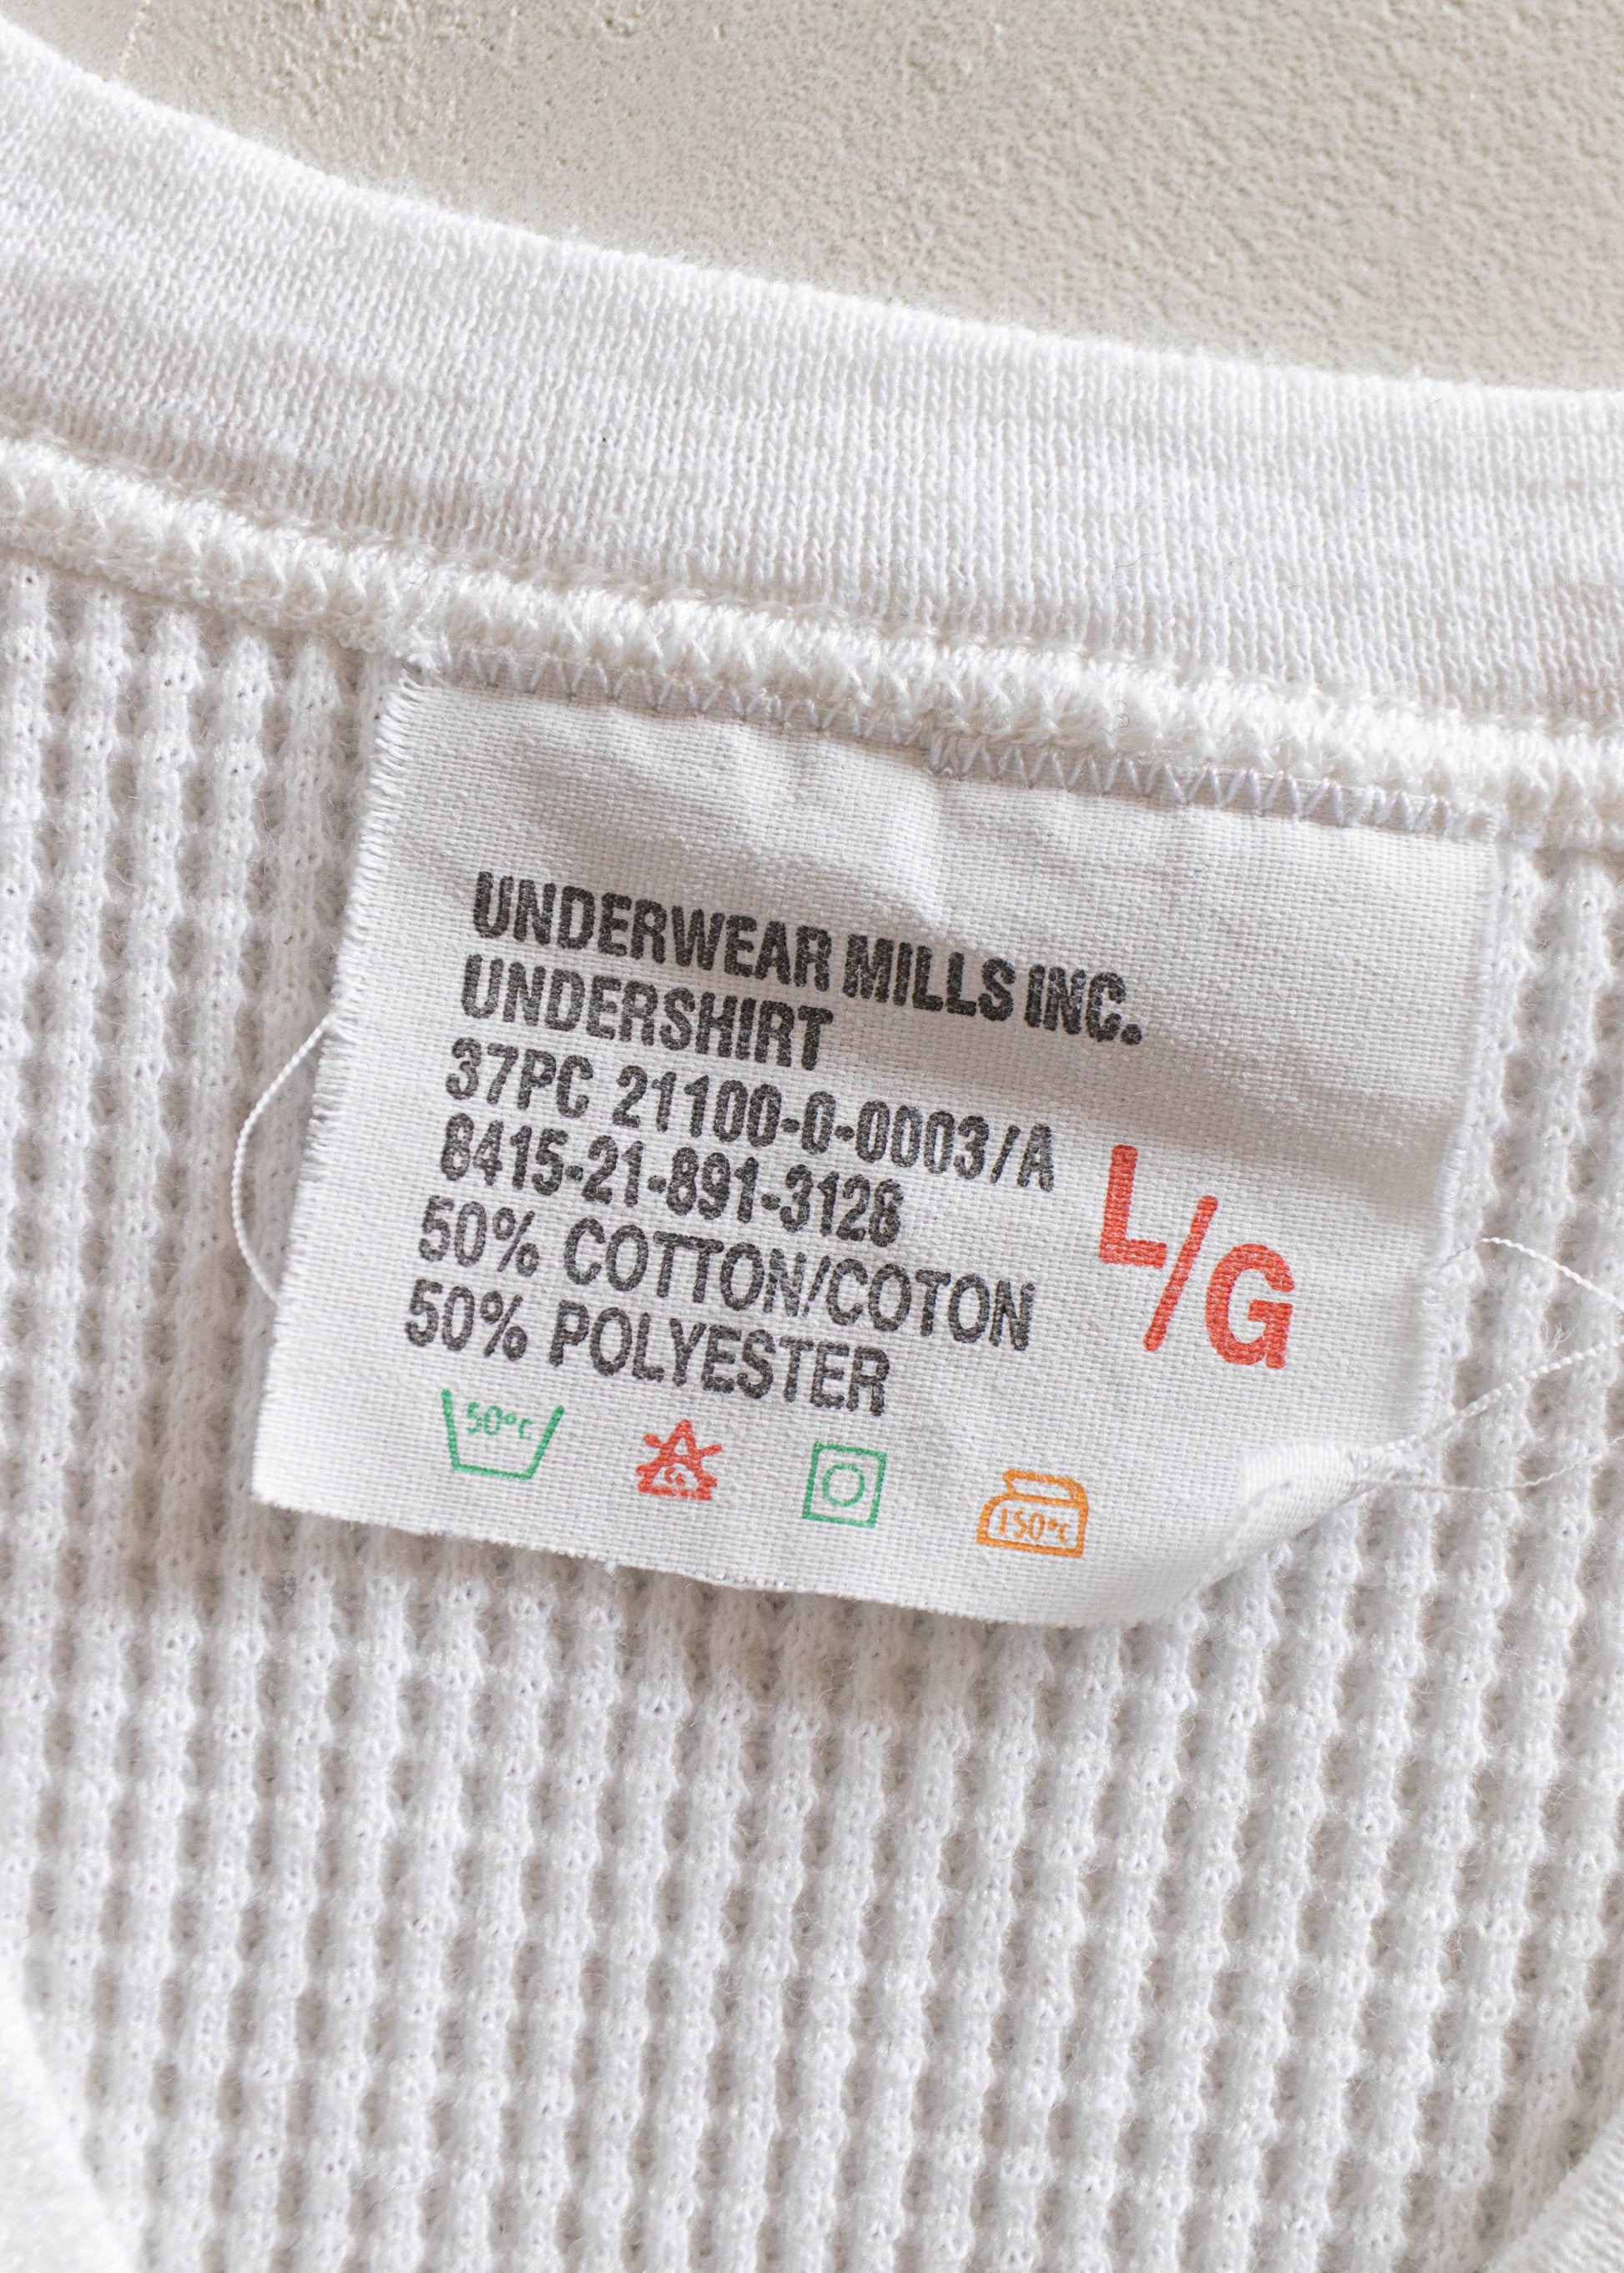 UNDERWEAR MILLS INC.
UNDERSHIRT
37PC 21100-0-0003/A
8415-21-891-3128
50% COTTON/COTON
50% POLYESTER
L/G
50°C
CL
150°C